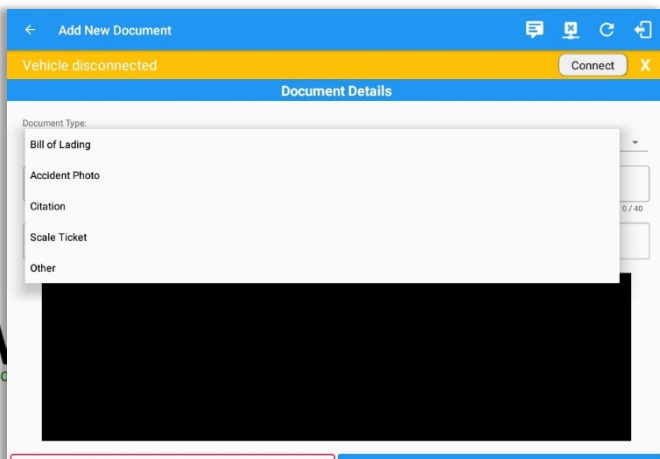 Add New Document
Vehicle disconnected
Connect X
Document Details
Document Type:
Bill of Lading
Accident Photo
Citation
0 / 40
Scale Ticket
Other